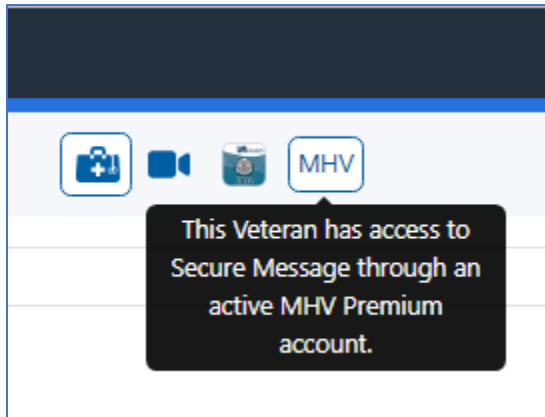 MHV
This Veteran has access to
Secure Message through an
active MHV Premium
account.